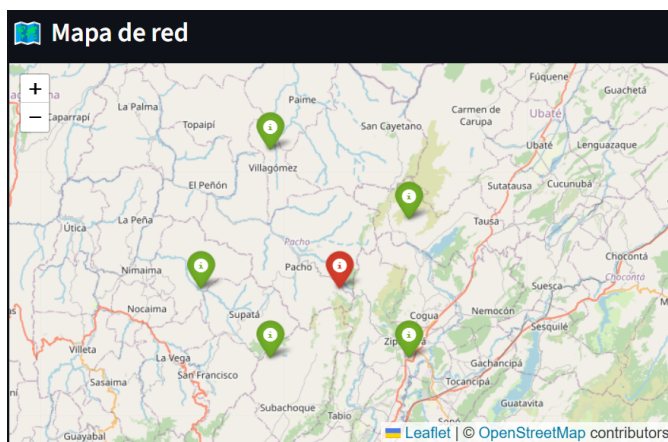 Mapa de red
+
−
Fúquene
Paime
Guachetá
La Palma
Caparrapí
Carmen de
Carupa
Ubaté
Topaipí
San Cayetano
Ubaté
Lenguazaque
Villagómez
El Peñón
Sutatausa
Cucunubá
La Peña
Tausa
Útica
Pacho
Chocontá
Nimaima
Pacho
Chocontá
Suesca
Nocaima
Supatá
Cogua
Nemocón
Sesquilé
Villeta
La Vega
Gachancipá
Sasaima
San Francisco
Tocancipá
Subachoque
Guatavita
Tabio
Guayabal
Leaflet | © OpenStreetMap contributors